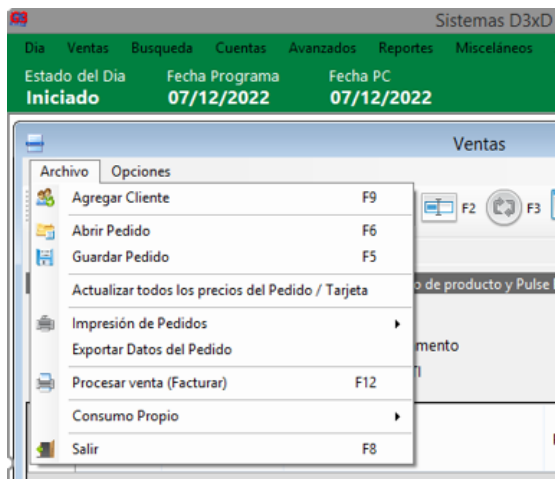 Sistemas D3xD
Dia Ventas Busqueda Cuentas Avanzados Reportes Misceláneos
Estado del Dia Fecha Programa Fecha PC
Iniciado 07/12/2022 07/12/2022
Ventas
Archivo Opciones
Agregar Cliente F9
F2 F3
Abrir Pedido F6
Guardar Pedido F5
Actualizar todos los precios del Pedido / Tarjeta
o de producto y Pulse
Impresión de Pedidos
mento
Exportar Datos del Pedido
Procesar venta (Facturar) F12
Consumo Propio
Salir F8